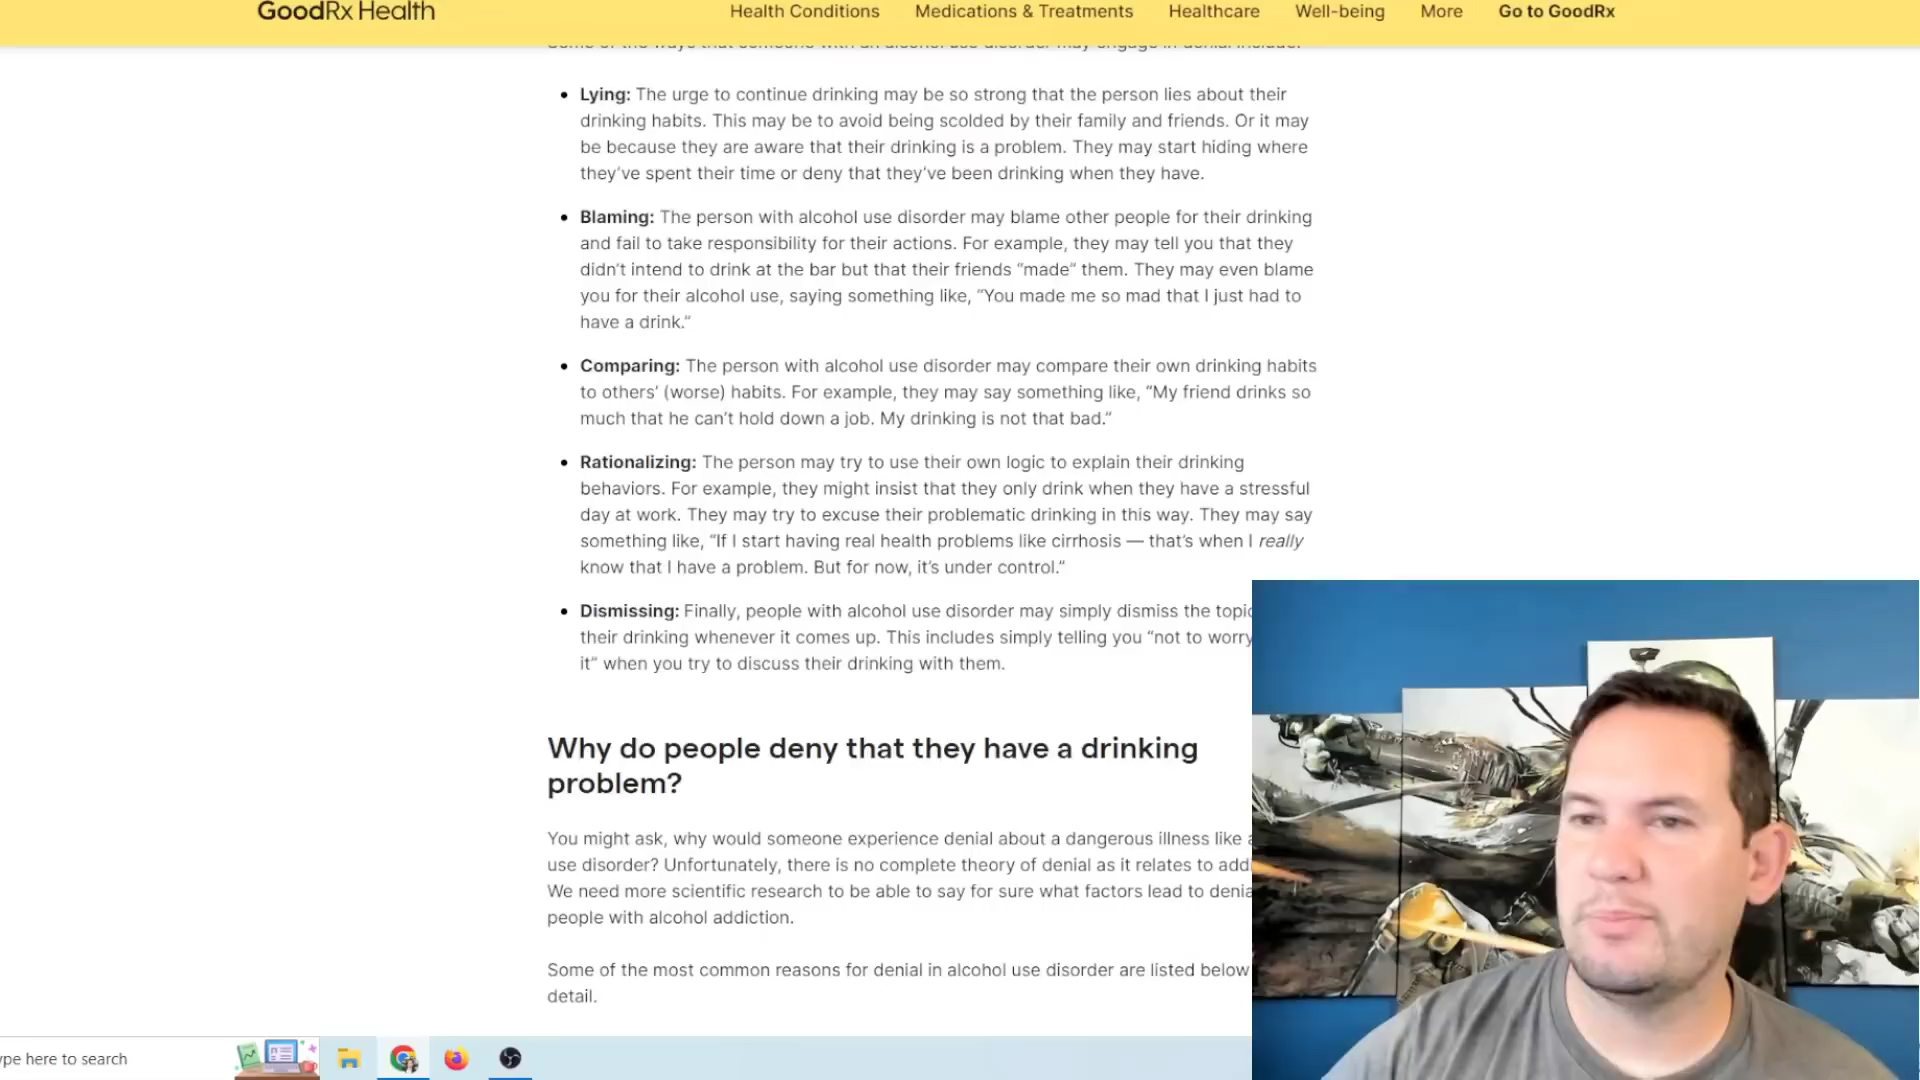 GoodRx Health
Health Conditions
Medications & Treatments
Healthcare
Well-being
More
Go to GoodRx
Some of the ways that someone with an alcohol use disorder may engage in denial include:
• Lying: The urge to continue drinking may be so strong that the person lies about their
drinking habits. This may be to avoid being scolded by their family and friends. Or it may
be because they are aware that their drinking is a problem. They may start hiding where
they’ve spent their time or deny that they’ve been drinking when they have.
• Blaming: The person with alcohol use disorder may blame other people for their drinking
and fail to take responsibility for their actions. For example, they may tell you that they
didn’t intend to drink at the bar but that their friends “made” them. They may even blame
you for their alcohol use, saying something like, “You made me so mad that I just had to
have a drink.”
• Comparing: The person with alcohol use disorder may compare their own drinking habits
to others’ (worse) habits. For example, they may say something like, “My friend drinks so
much that he can’t hold down a job. My drinking is not that bad.”
• Rationalizing: The person may try to use their own logic to explain their drinking
behaviors. For example, they might insist that they only drink when they have a stressful
day at work. They may try to excuse their problematic drinking in this way. They may say
something like, “If I start having real health problems like cirrhosis — that’s when I really
know that I have a problem. But for now, it’s under control.”
• Dismissing: Finally, people with alcohol use disorder may simply dismiss the topic
their drinking whenever it comes up. This includes simply telling you “not to worry
it” when you try to discuss their drinking with them.
Why do people deny that they have a drinking
problem?
You might ask, why would someone experience denial about a dangerous illness like
use disorder? Unfortunately, there is no complete theory of denial as it relates to add
We need more scientific research to be able to say for sure what factors lead to denia
people with alcohol addiction.
Some of the most common reasons for denial in alcohol use disorder are listed below
detail.
ype here to search